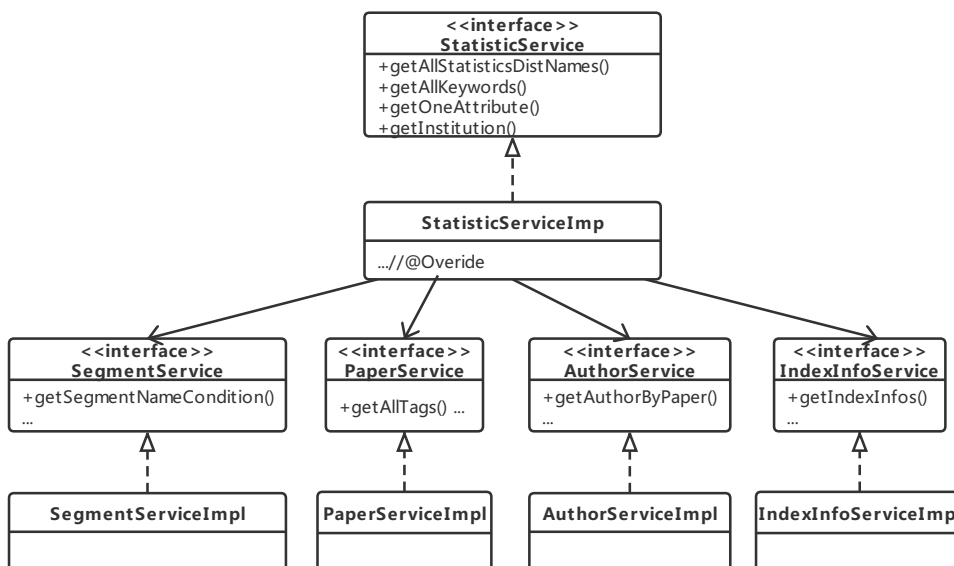 <<interface>>
StatisticService
+getAllStatisticsDistNames()
+getAllKeywords()
+getOneAttribute()
+getInstitution()
StatisticServiceImp
...//@Overide
<<interface>>
SegmentService
+getSegmentNameCondition()
...
<<interface>>
PaperService
+getAllTags() ...
<<interface>>
AuthorService
+getAuthorByPaper()
...
<<interface>>
IndexInfoService
+getIndexInfos()
...
SegmentServiceImpl
PaperServiceImpl
AuthorServiceImpl
IndexInfoServiceImp